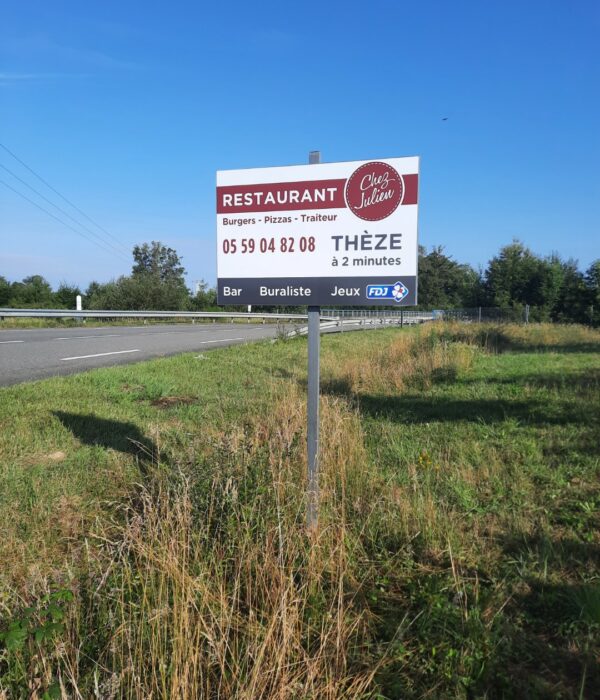 RESTAURANT
Chez
Julien
Burgers - Pizzas - Traiteur
05 59 04 82 08
THÈZE
à 2 minutes
Bar Buraliste Jeux FDJ